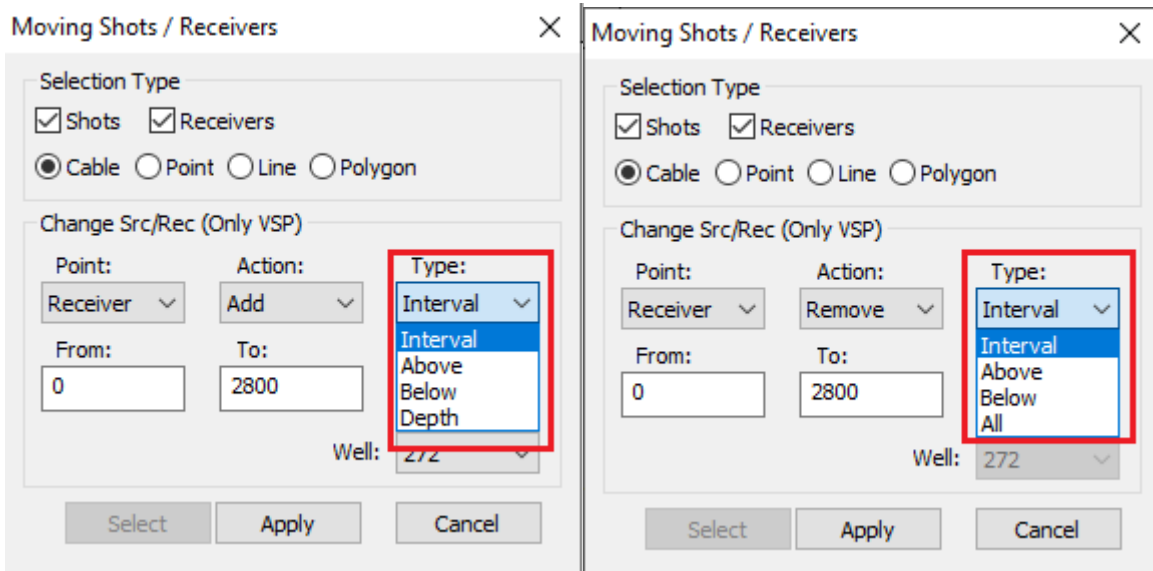 Moving Shots / Receivers
Selection Type
Shots Receivers
Cable Point Line Polygon
Change Src/Rec (Only VSP)
Point: Action: Type:
Receiver Add Interval
Interval
Above
Below
Depth
From: To:
0 2800
Well: 272
Select Apply Cancel
Moving Shots / Receivers
Selection Type
Shots Receivers
Cable Point Line Polygon
Change Src/Rec (Only VSP)
Point: Action: Type:
Receiver Remove Interval
Interval
Above
Below
All
From: To:
0 2800
Well: 272
Select Apply Cancel